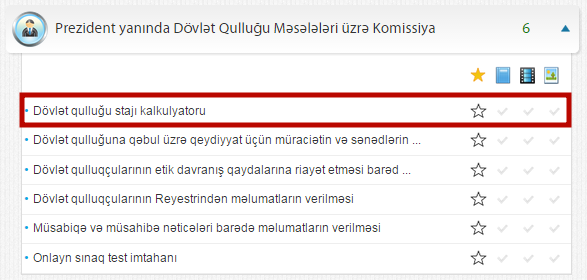 Prezident yanında Dövlət Qulluğu Məsələləri üzrə Komissiya 6
Dövlət qulluğu stajı kalkulyatoru
Dövlət qulluğuna qəbul üzrə qeydiyyat üçün müraciətin və sənədlərin ...
Dövlət qulluqçularının etik davranış qaydalarına riayət etməsi barəd ...
Dövlət qulluqçularının Reyestrindən məlumatların verilməsi
Müsabiqə və müsahibə nəticələri barədə məlumatların verilməsi
Onlayn sınaq test imtahanı